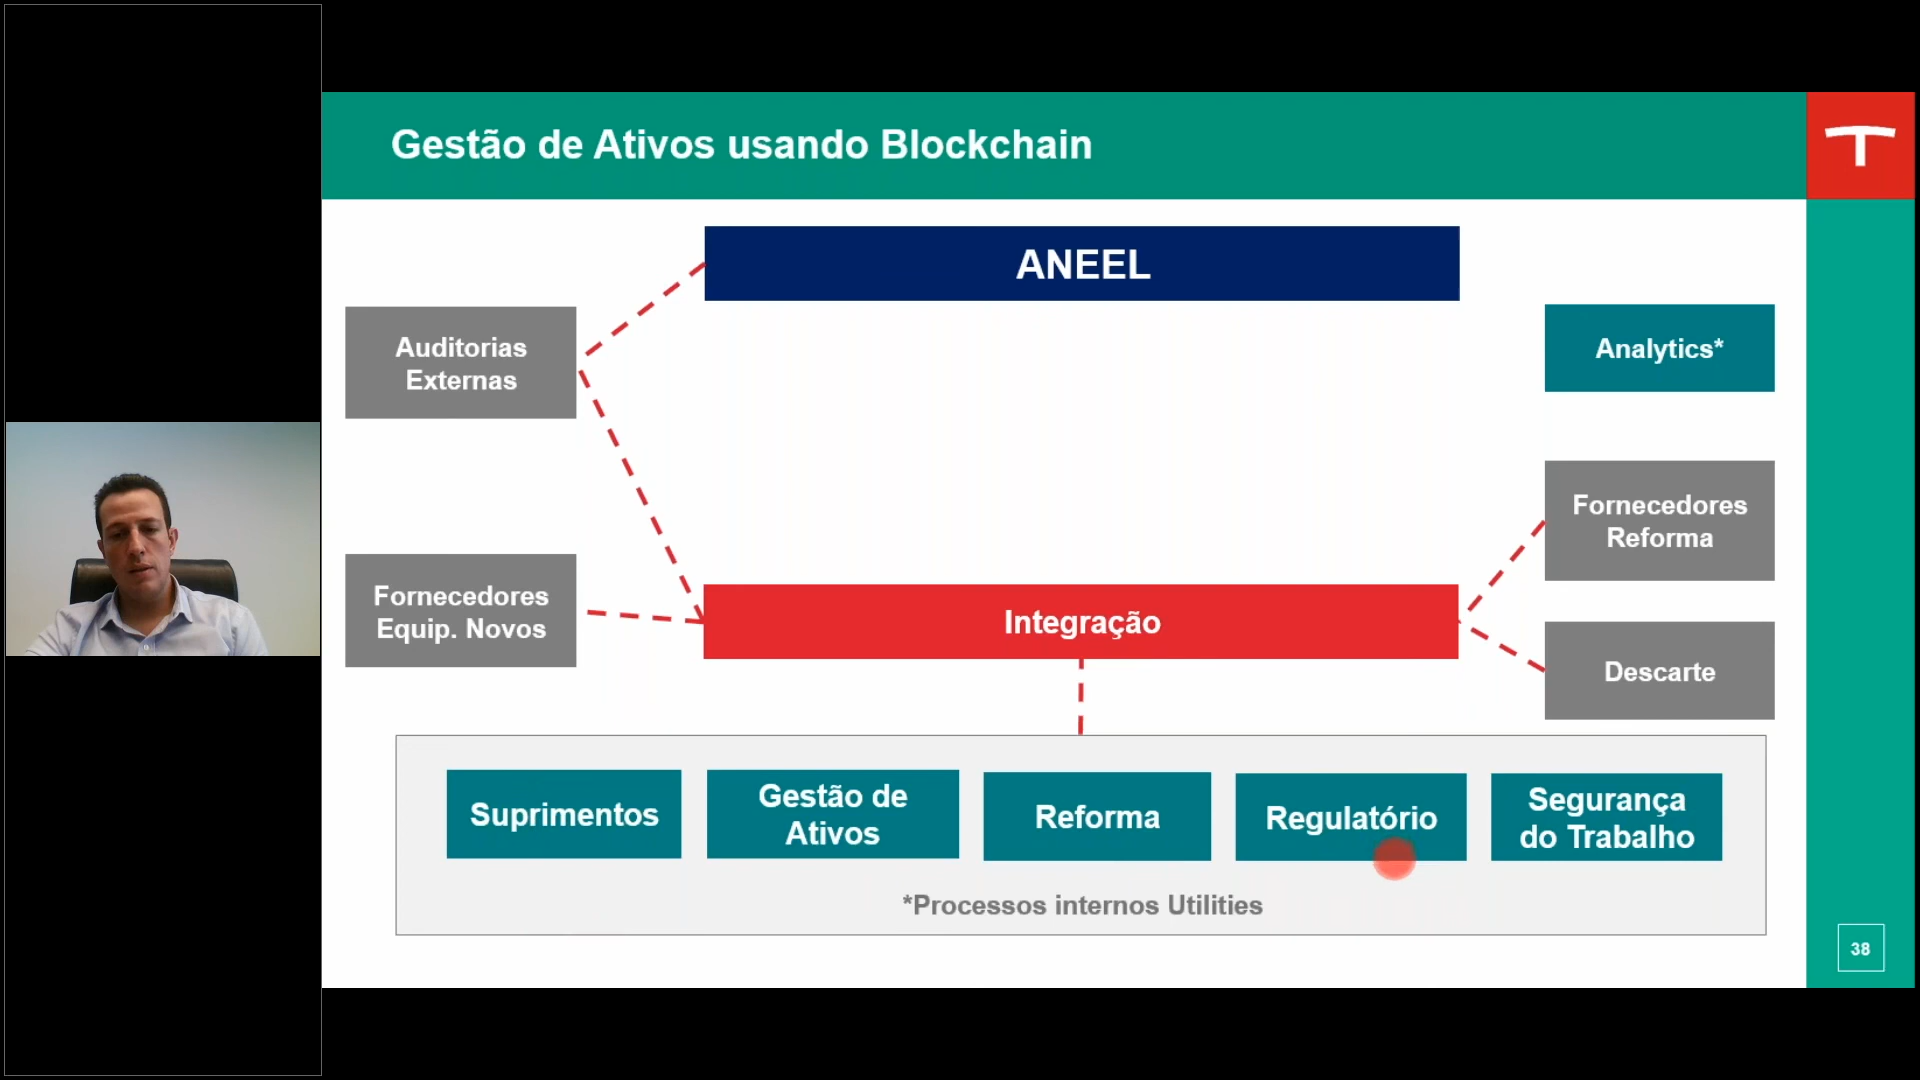 Gestão de Ativos usando Blockchain
T
ANEEL
Auditorias
Externas
Analytics*
Fornecedores
Reforma
Fornecedores
Equip. Novos
Integração
Descarte
Suprimentos
Gestão de
Ativos
Reforma
Regulatório
Segurança
do Trabalho
*Processos internos Utilities
38